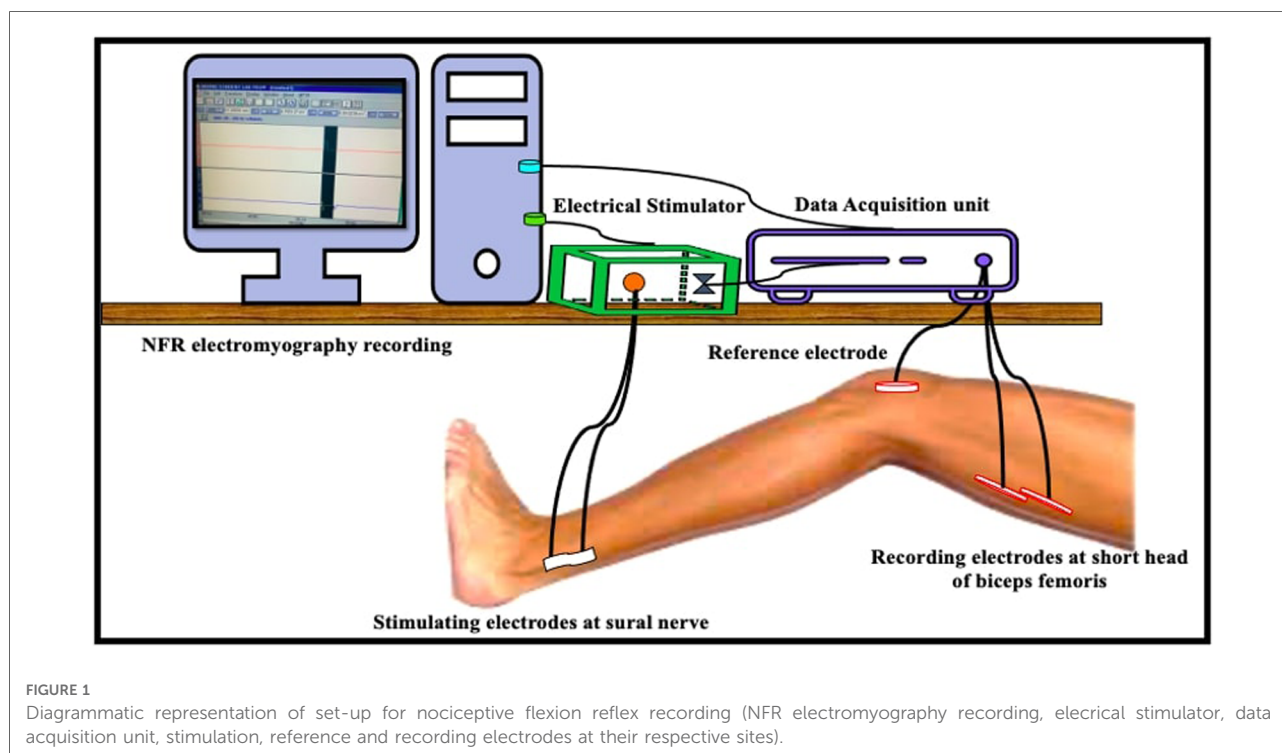 Electrical Stimulator
Data Acquisition unit
NFR electromyography recording
Reference electrode
Recording electrodes at short head
of biceps femoris
Stimulating electrodes at sural nerve
FIGURE 1
Diagrammatic representation of set-up for nociceptive flexion reflex recording (NFR electromyography recording, elecrical stimulator, data
acquisition unit, stimulation, reference and recording electrodes at their respective sites).